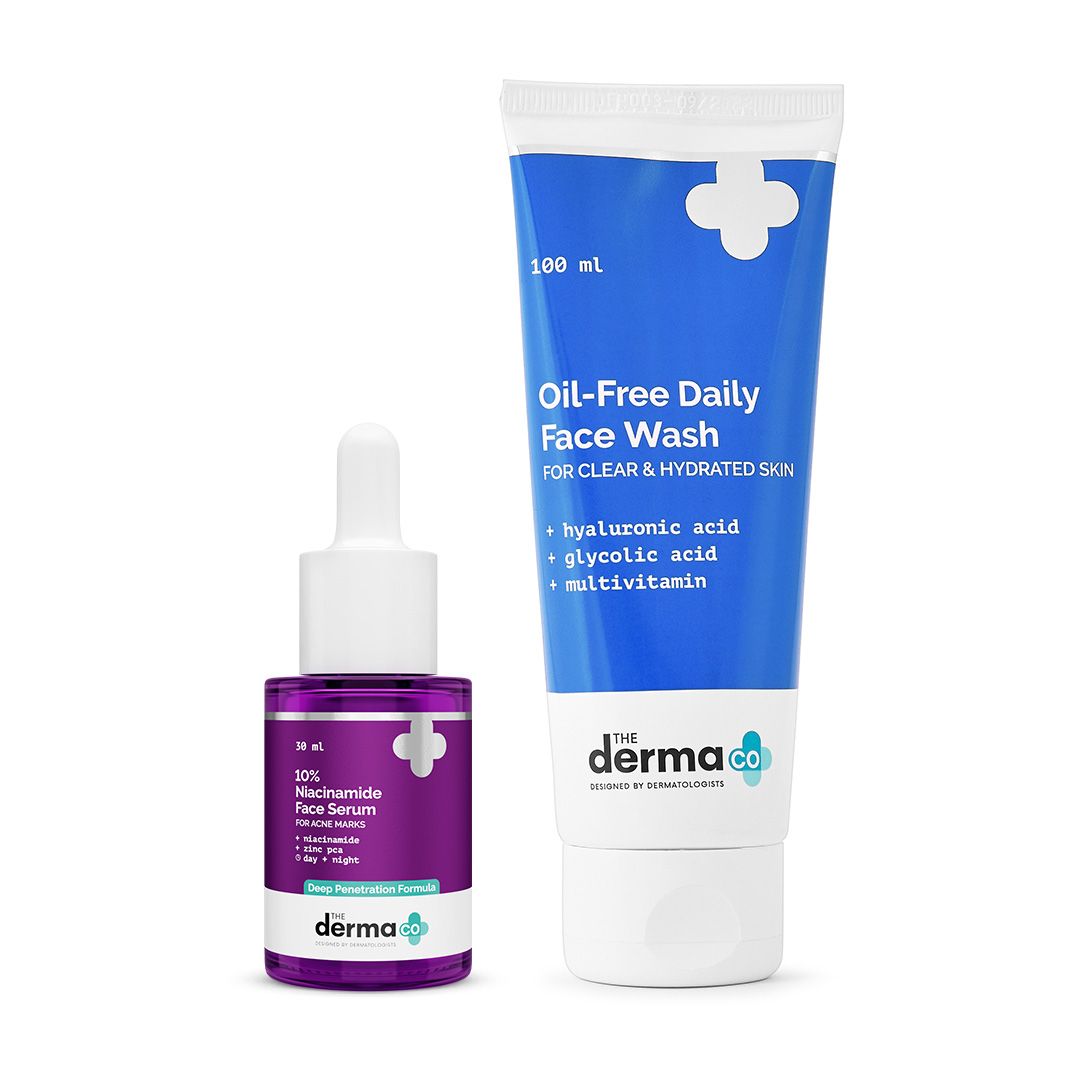 100 ml
Oil-Free Daily
Face Wash
FOR CLEAR & HYDRATED SKIN
+ hyaluronic acid
+ glycolic acid
+ multivitamin
THE
derma co
DESIGNED BY DERMATOLOGISTS
30 ml
10%
Niacinamide
Face Serum
FOR ACNE MARKS
+ niacinamide
+ zinc pca
day + night
Deep Penetration Formula
THE
derma co
DESIGNED BY DERMATOLOGISTS